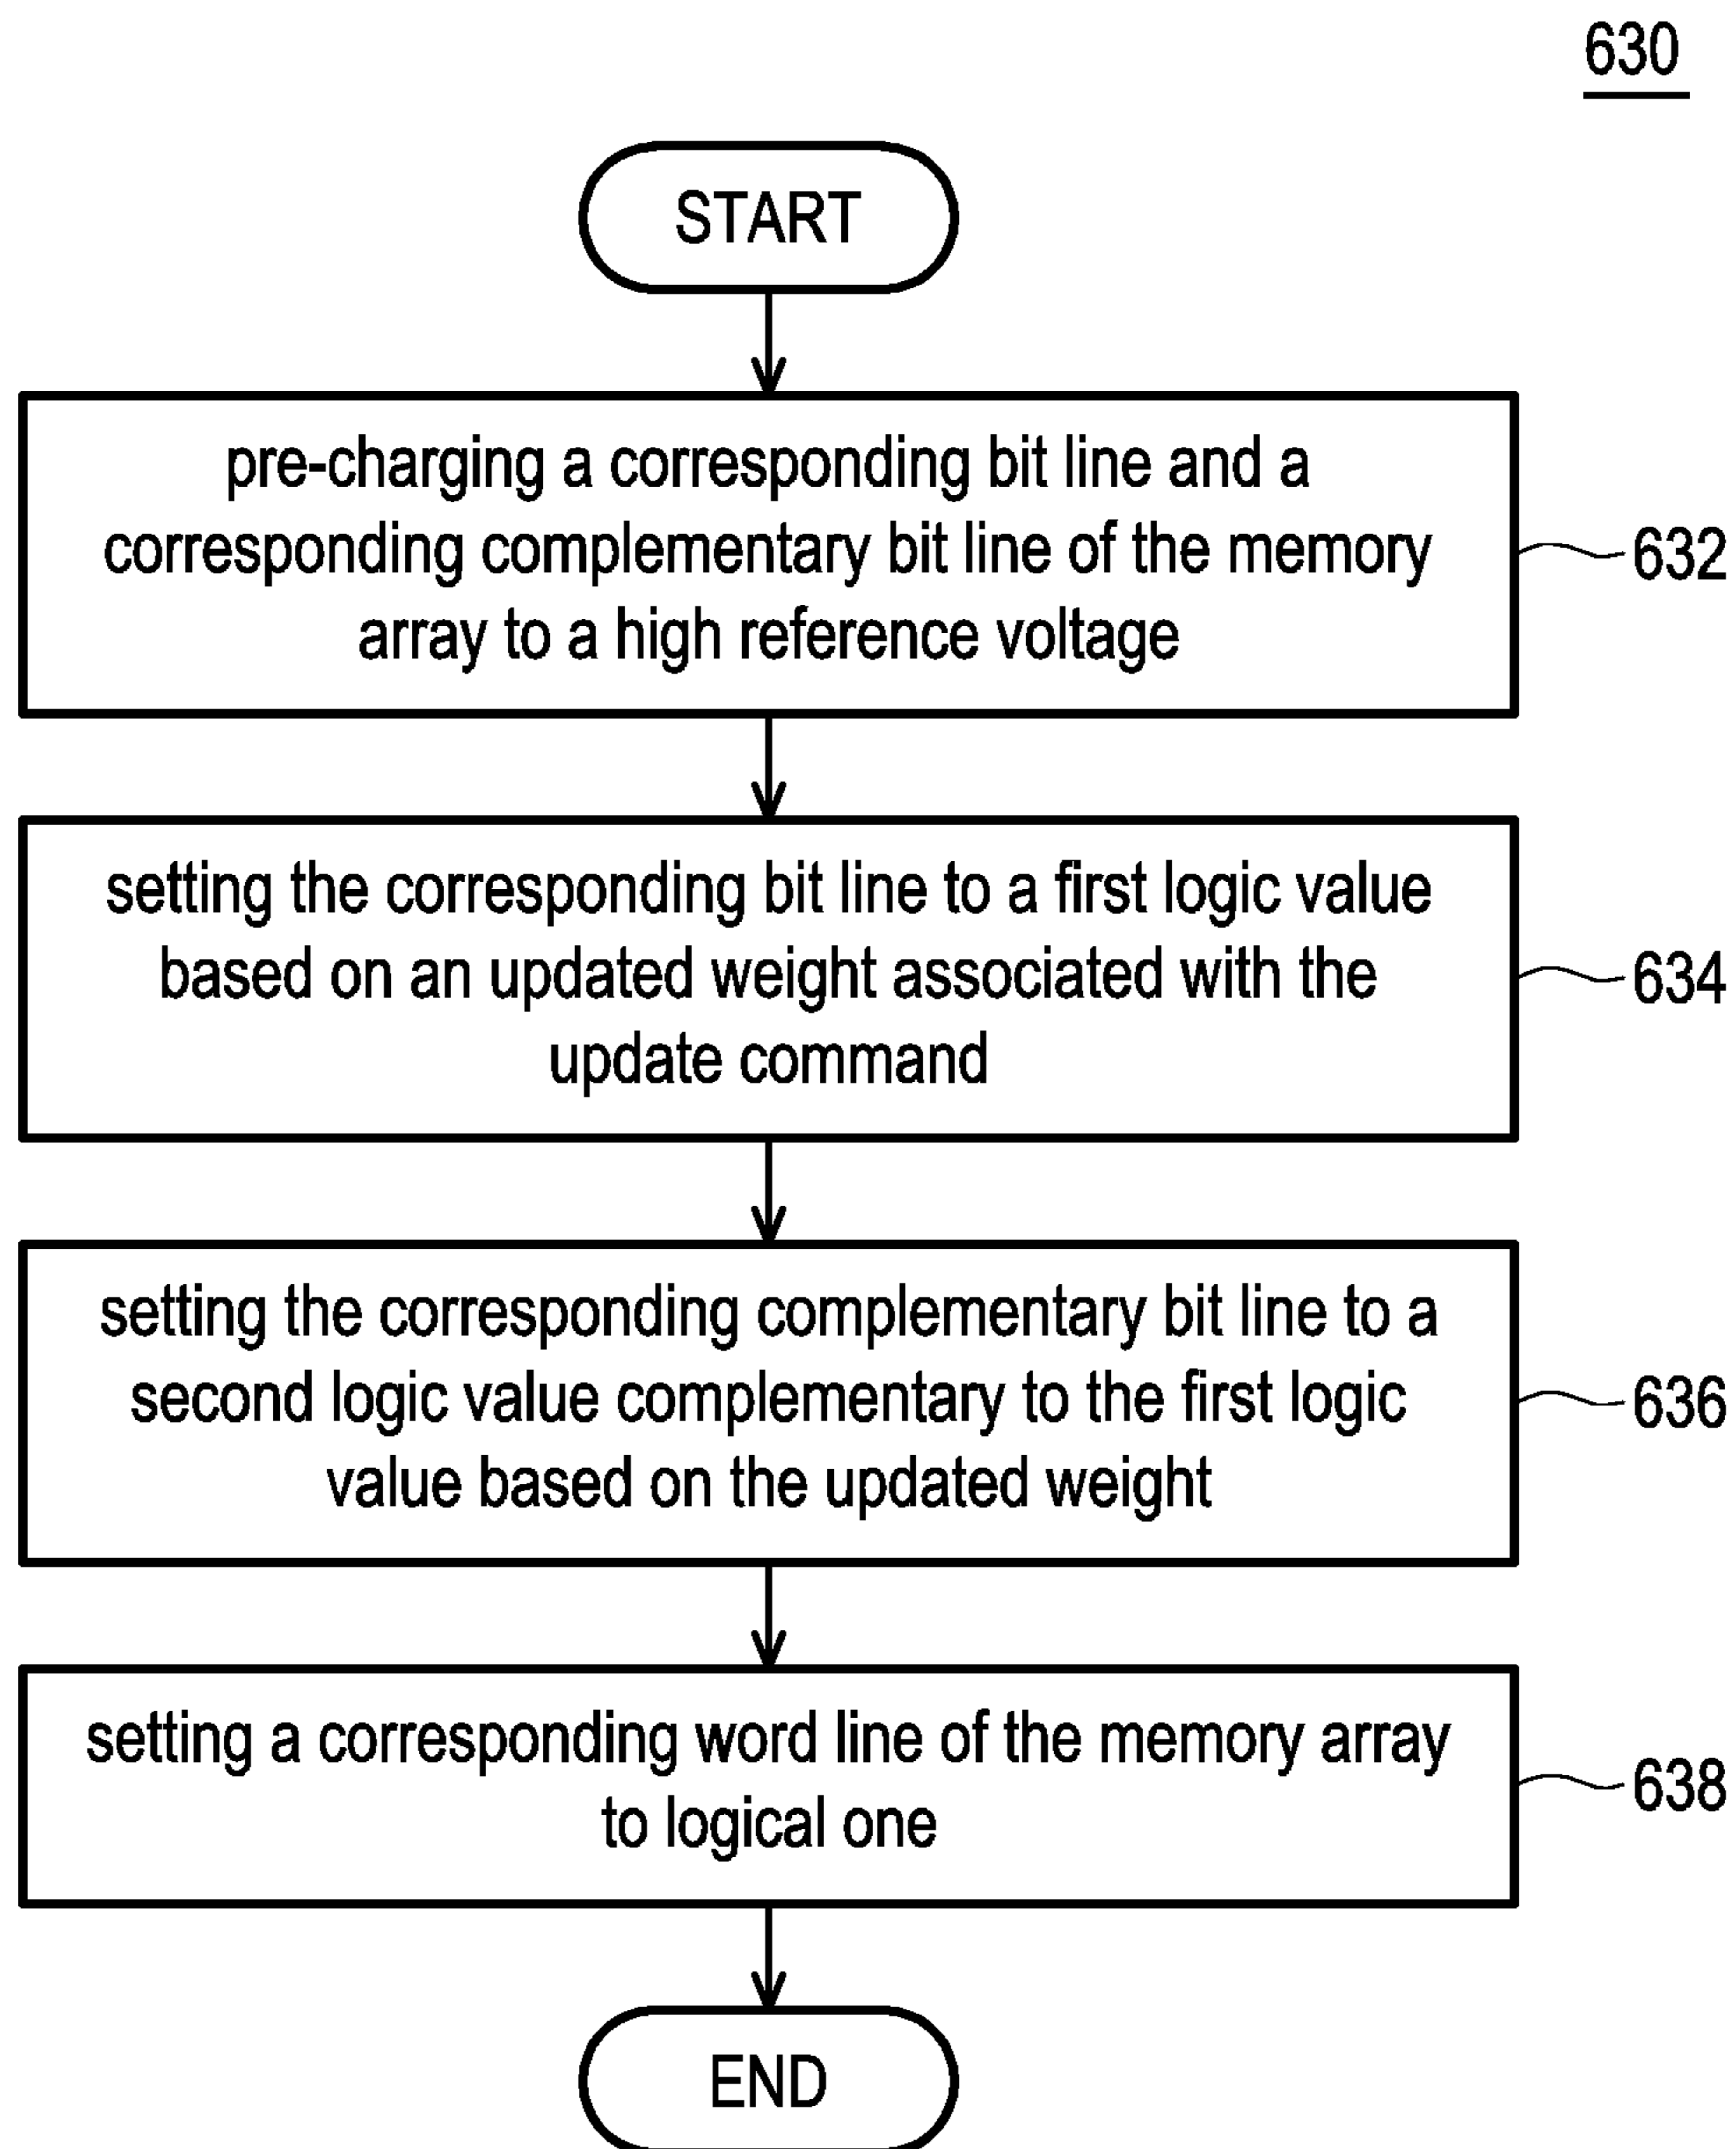 630
START
pre-charging a corresponding bit line and a
corresponding complementary bit line of the memory
array to a high reference voltage
632
setting the corresponding bit line to a first logic value
based on an updated weight associated with the
update command
634
setting the corresponding complementary bit line to a
second logic value complementary to the first logic
value based on the updated weight
636
setting a corresponding word line of the memory array
to logical one
638
END